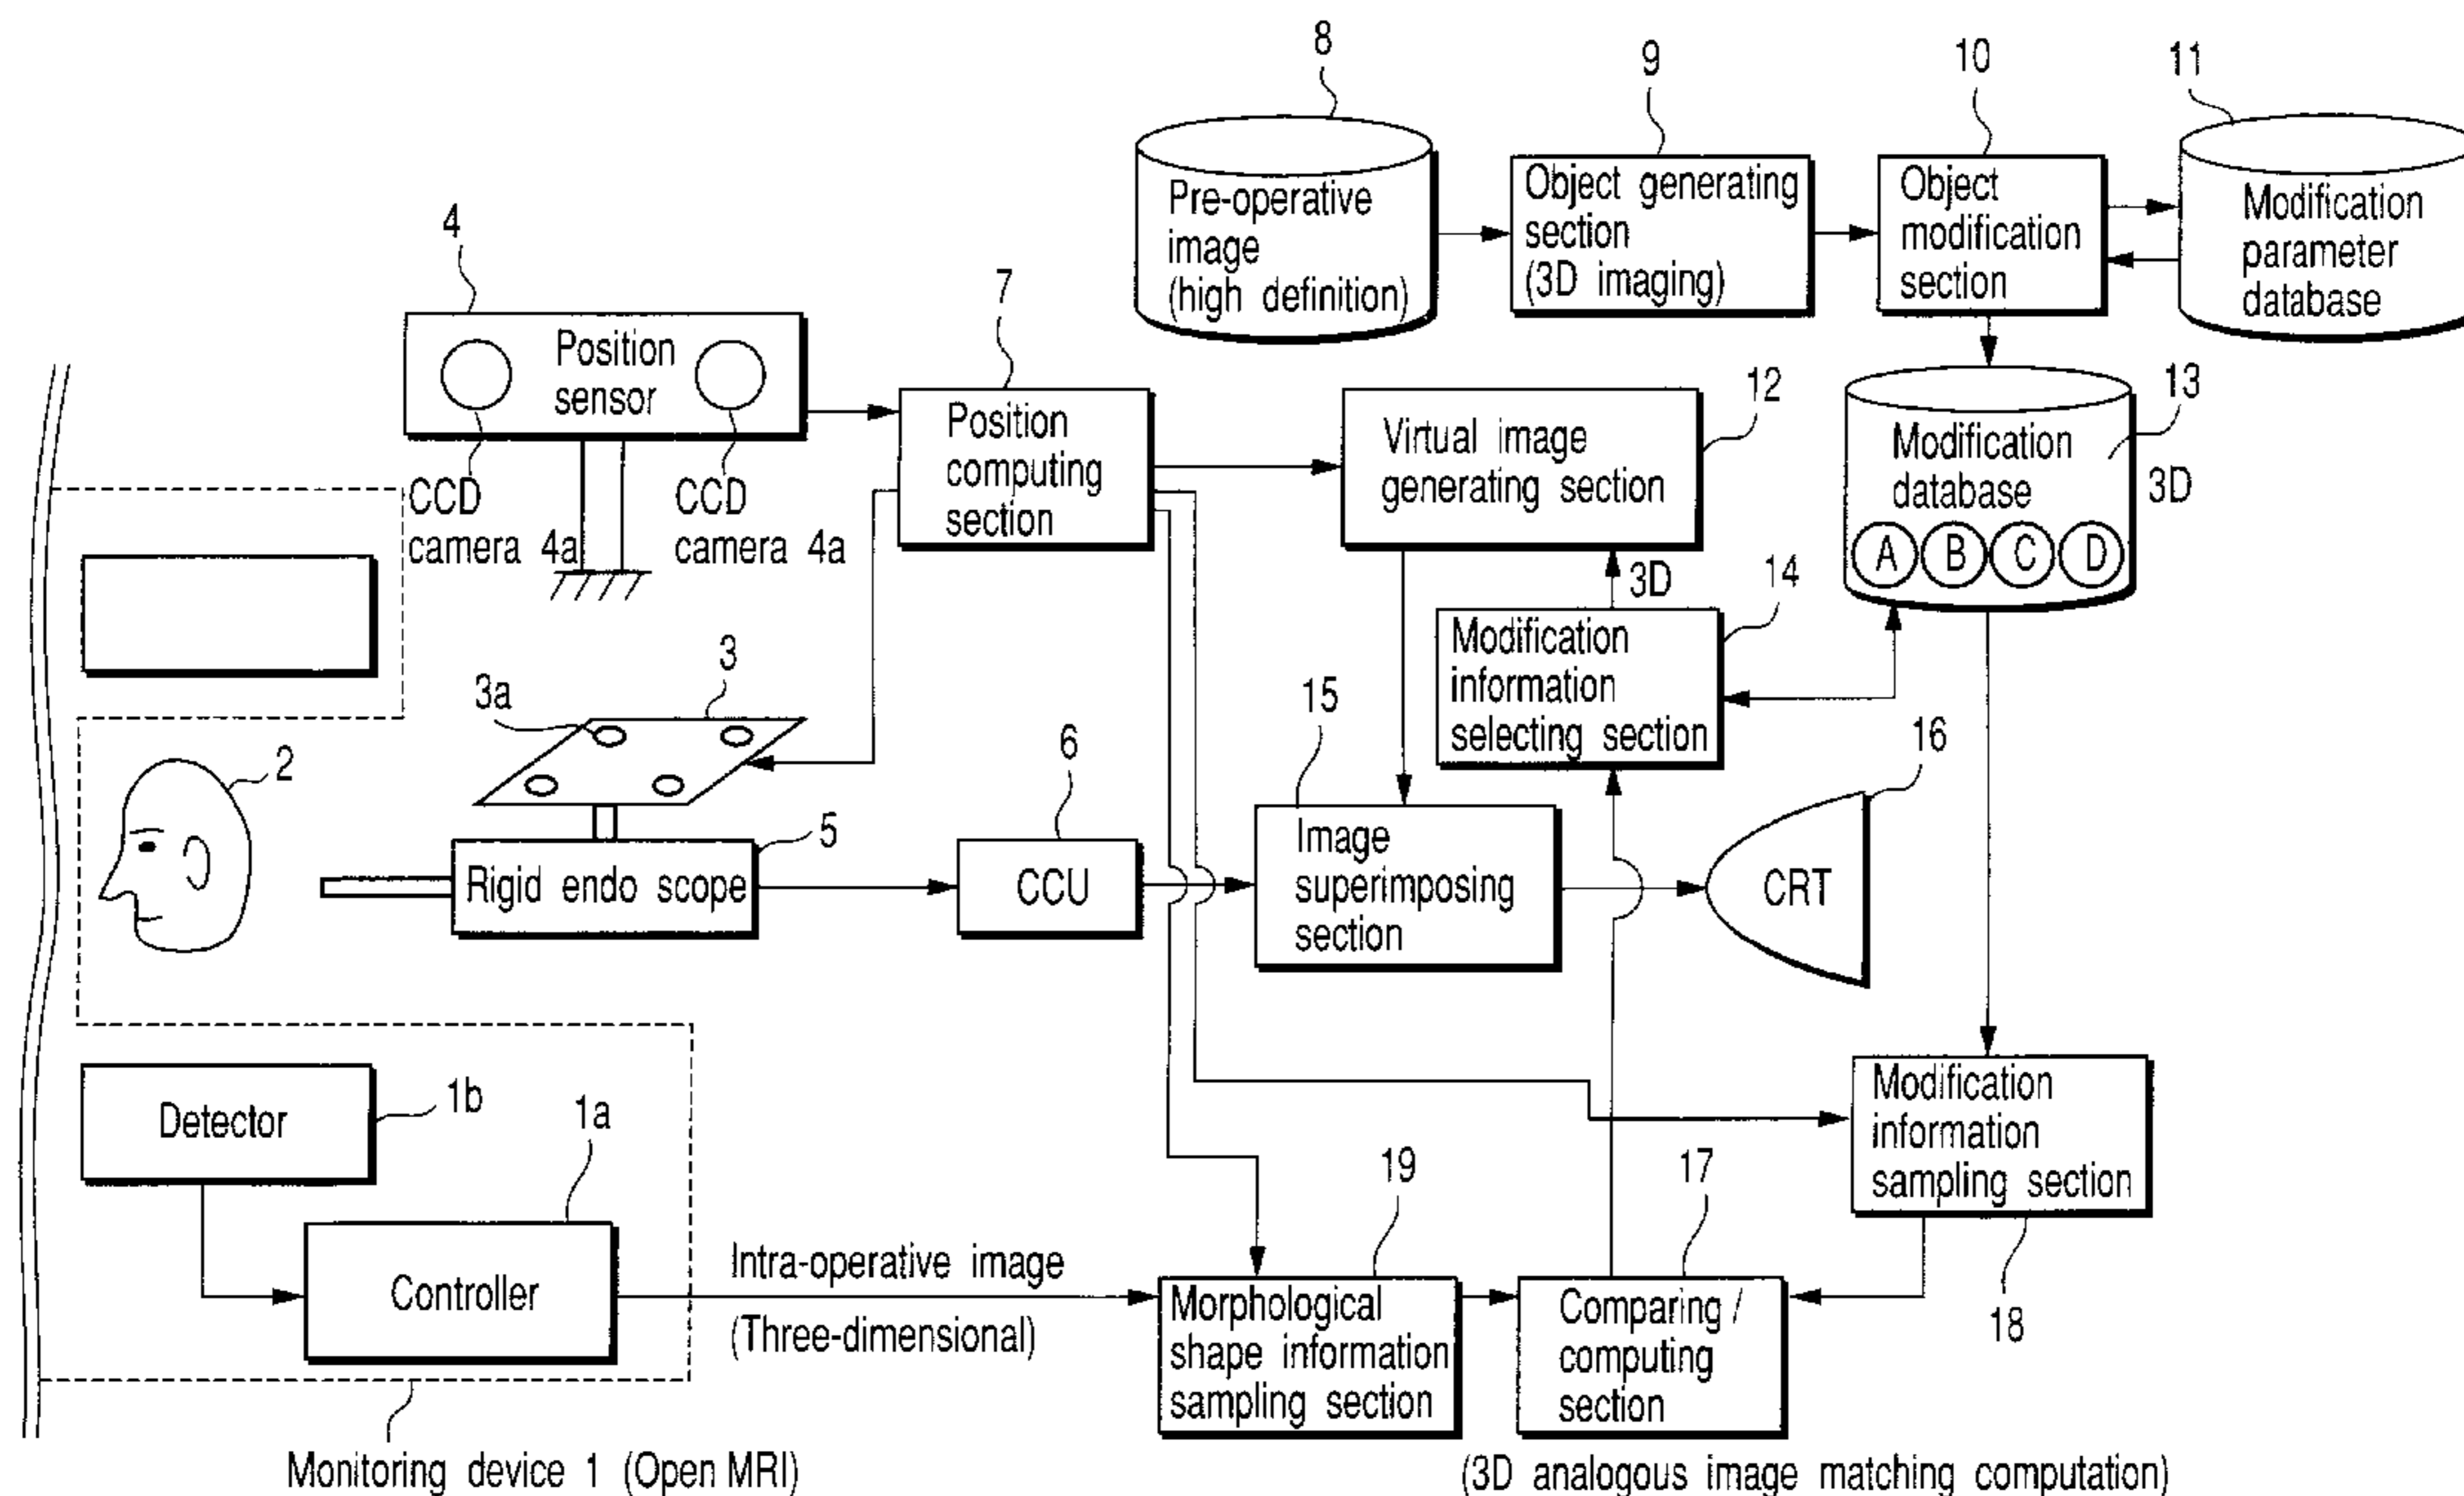 8
9
10
11
Pre-operative
image
(high definition)
Object generating
section
(3D imaging)
Object
modification
section
Modification
parameter
database
4
Position
sensor
CCD
camera 4a
CCD
camera 4a
7
Position
computing
section
12
Virtual image
generating section
13
Modification
database
3D
A B C D
3D
14
Modification
information
selecting section
3
3a
2
5
Rigid endo scope
6
CCU
15
Image
superimposing
section
16
CRT
Detector
1b
1a
Controller
Intra-operative image
(Three-dimensional)
19
Morphological
shape information
sampling section
17
Comparing /
computing
section
Modification
information
sampling section
18
Monitoring device 1 (Open MRI)
(3D analogous image matching computation)